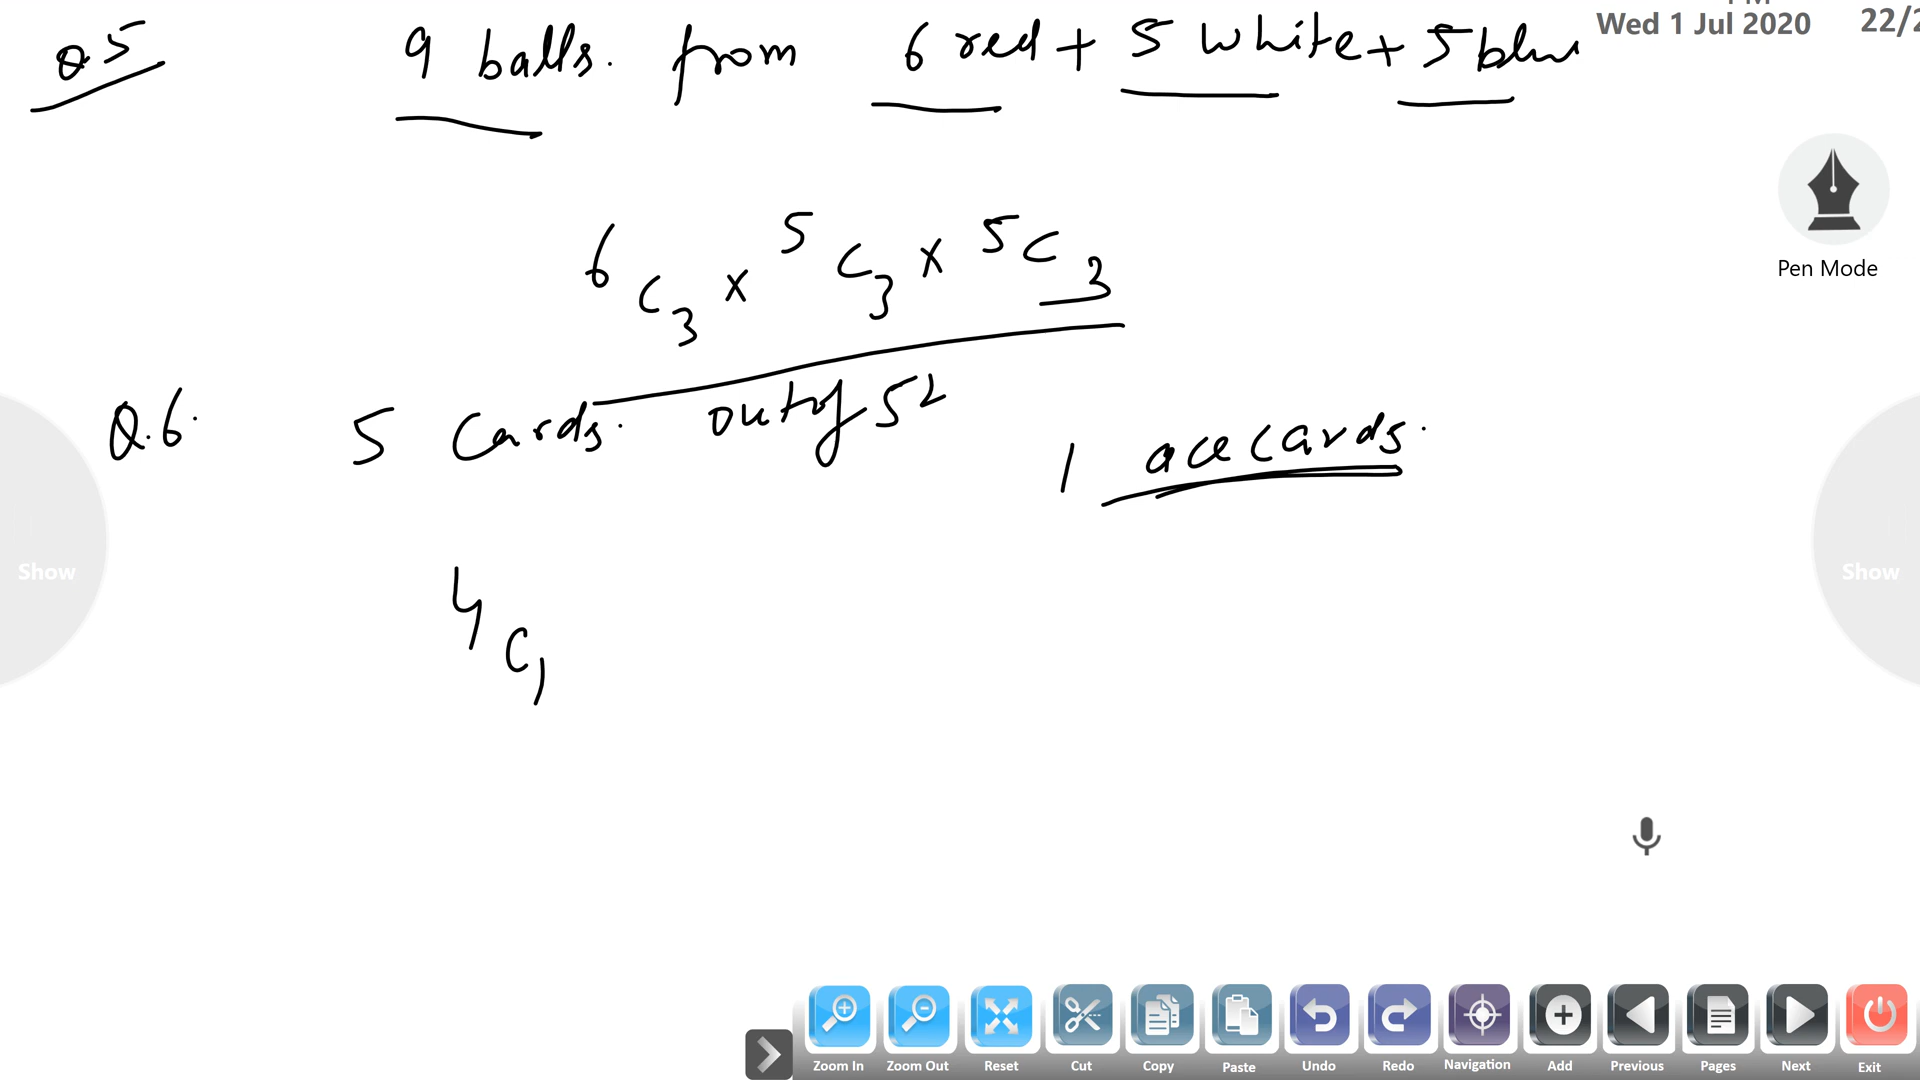 Wed 1 Jul 2020
Q5 9 balls. from 6 red + 5 white + 5 blue
Pen Mode
6C3 x 5C3 x 5C3
Q.6. 5 Cards. out of 52 1 ace cards.
Show Show
4C1
Zoom In Zoom Out Reset Cut Copy Paste Undo Redo Navigation Add Previous Pages Next Exit